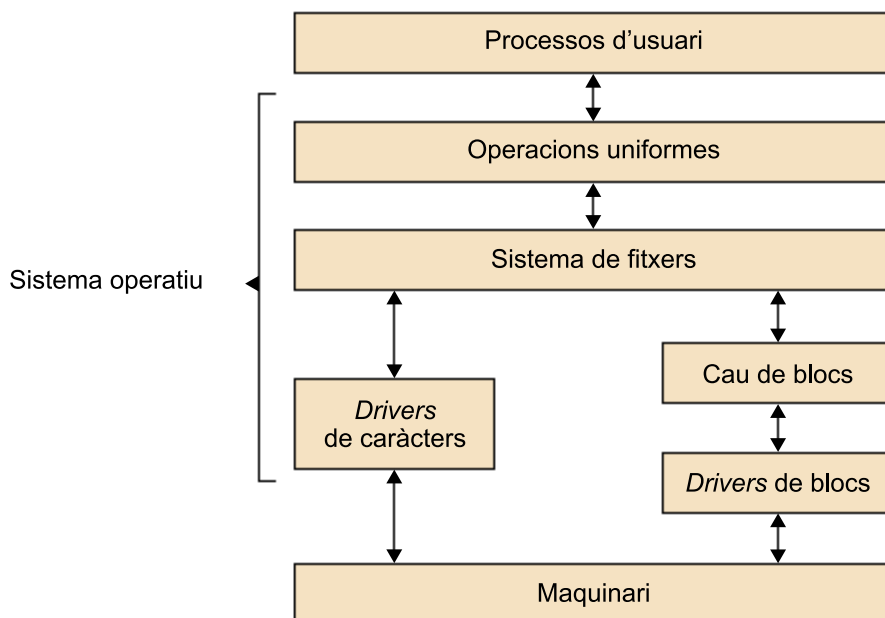 Processos d’usuari
Operacions uniformes
Sistema de fitxers
Sistema operatiu
Cau de blocs
Drivers
de caràcters
Drivers de blocs
Maquinari